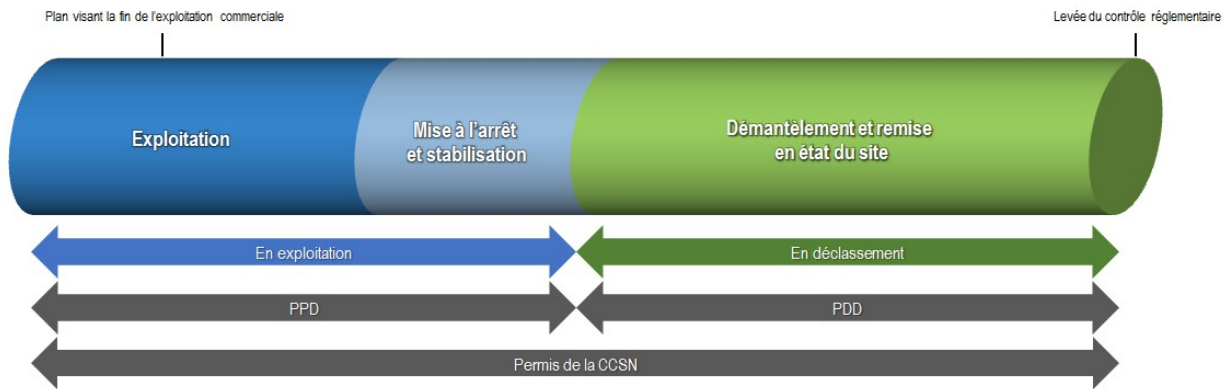 Plan visant la fin de l'exploitation commerciale
Levée du contrôle réglementaire
Exploitation
Mise à l'arrêt
et stabilisation
Démantèlement et remise
en état du site
En exploitation
En déclassement
PPD
PDD
Permis de la CCSN